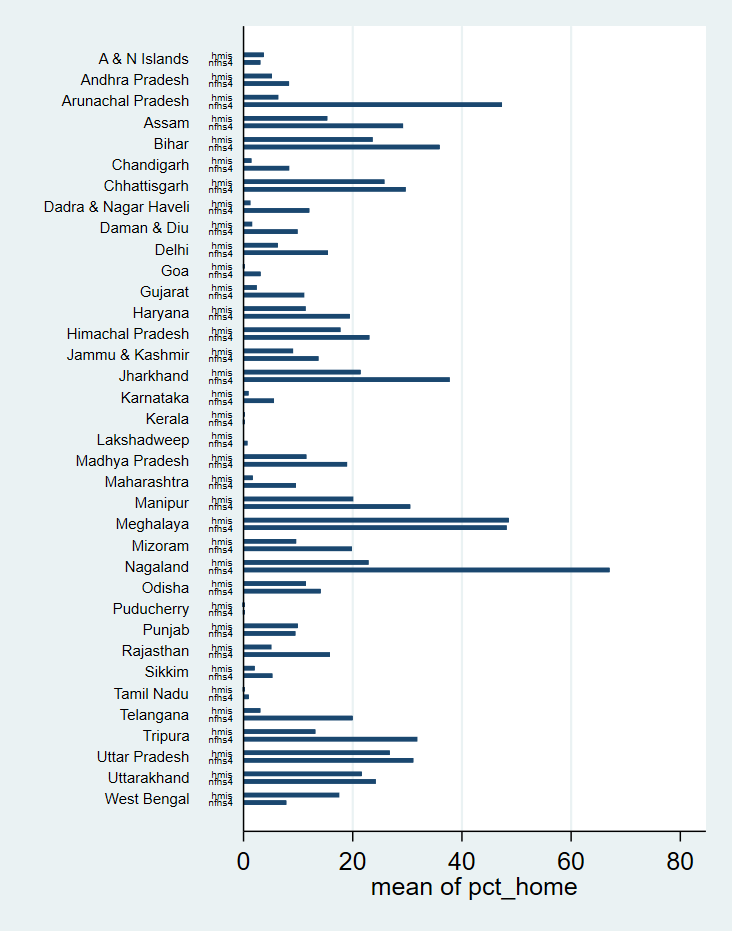 A & N Islands hmis
nfhs4
Andhra Pradesh hmis
nfhs4
Arunachal Pradesh hmis
nfhs4
Assam hmis
nfhs4
Bihar hmis
nfhs4
Chandigarh hmis
nfhs4
Chhattisgarh hmis
nfhs4
Dadra & Nagar Haveli hmis
nfhs4
Daman & Diu hmis
nfhs4
Delhi hmis
nfhs4
Goa hmis
nfhs4
Gujarat hmis
nfhs4
Haryana hmis
nfhs4
Himachal Pradesh hmis
nfhs4
Jammu & Kashmir hmis
nfhs4
Jharkhand hmis
nfhs4
Karnataka hmis
nfhs4
Kerala hmis
nfhs4
Lakshadweep hmis
nfhs4
Madhya Pradesh hmis
nfhs4
Maharashtra hmis
nfhs4
Manipur hmis
nfhs4
Meghalaya hmis
nfhs4
Mizoram hmis
nfhs4
Nagaland hmis
nfhs4
Odisha hmis
nfhs4
Puducherry hmis
nfhs4
Punjab hmis
nfhs4
Rajasthan hmis
nfhs4
Sikkim hmis
nfhs4
Tamil Nadu hmis
nfhs4
Telangana hmis
nfhs4
Tripura hmis
nfhs4
Uttar Pradesh hmis
nfhs4
Uttarakhand hmis
nfhs4
West Bengal hmis
nfhs4
0 20 40 60 80
mean of pct_home